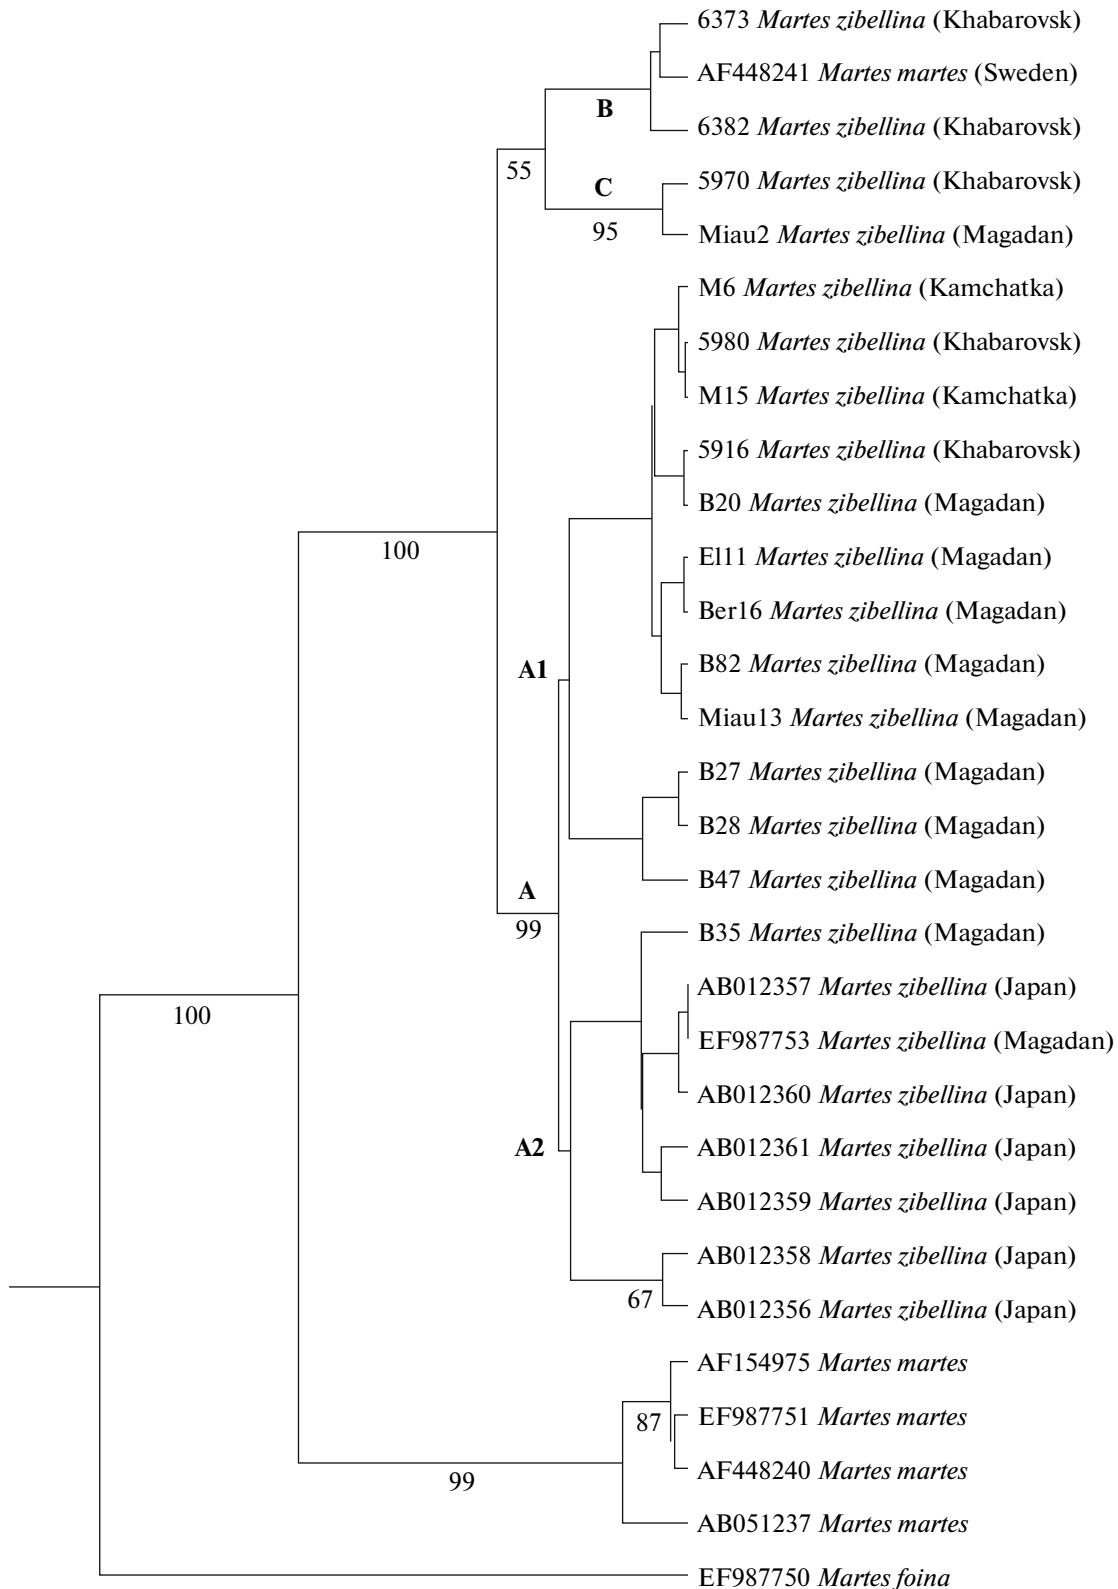 6373 Martes zibellina (Khabarovsk)
AF448241 Martes martes (Sweden)
B
6382 Martes zibellina (Khabarovsk)
55
C
5970 Martes zibellina (Khabarovsk)
95
Miau2 Martes zibellina (Magadan)
M6 Martes zibellina (Kamchatka)
5980 Martes zibellina (Khabarovsk)
M15 Martes zibellina (Kamchatka)
5916 Martes zibellina (Khabarovsk)
B20 Martes zibellina (Magadan)
100
El11 Martes zibellina (Magadan)
Ber16 Martes zibellina (Magadan)
A1
B82 Martes zibellina (Magadan)
Miau13 Martes zibellina (Magadan)
B27 Martes zibellina (Magadan)
B28 Martes zibellina (Magadan)
A
B47 Martes zibellina (Magadan)
99
B35 Martes zibellina (Magadan)
AB012357 Martes zibellina (Japan)
100
EF987753 Martes zibellina (Magadan)
AB012360 Martes zibellina (Japan)
A2
AB012361 Martes zibellina (Japan)
AB012359 Martes zibellina (Japan)
AB012358 Martes zibellina (Japan)
67
AB012356 Martes zibellina (Japan)
AF154975 Martes martes
87
EF987751 Martes martes
AF448240 Martes martes
99
AB051237 Martes martes
EF987750 Martes foina